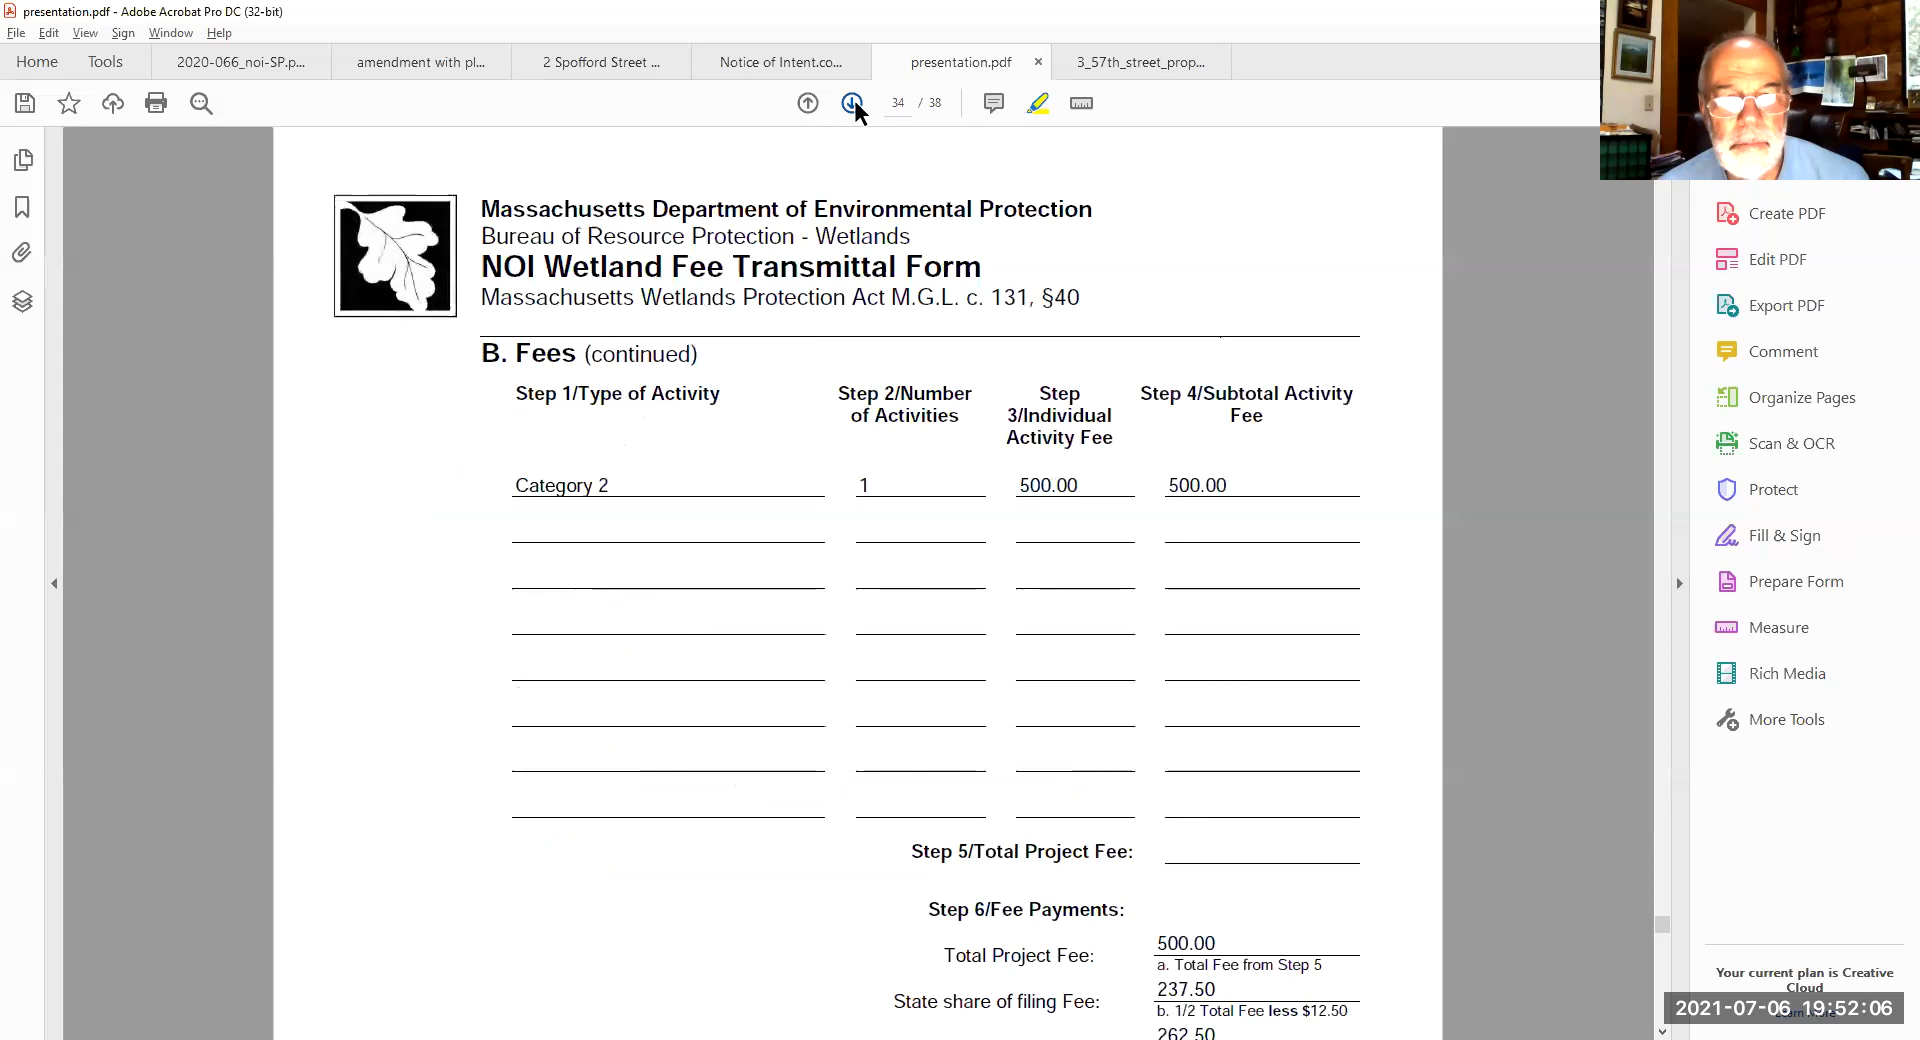 presentation.pdf - Adobe Acrobat Pro DC (32-bit)
File Edit View Sign Window Help
Home Tools 2020-066_noi-SP.p... amendment with pl... 2 Spofford Street ... Notice of Intent.co... presentation.pdf × 3_57th_street_prop...
34 / 38
Massachusetts Department of Environmental Protection
Bureau of Resource Protection - Wetlands
NOI Wetland Fee Transmittal Form
Massachusetts Wetlands Protection Act M.G.L. c. 131, §40
B. Fees (continued)
Step 1/Type of Activity
Step 2/Number
of Activities
Step
3/Individual
Activity Fee
Step 4/Subtotal Activity
Fee
Category 2 1 500.00 500.00
Step 5/Total Project Fee:
Step 6/Fee Payments:
Total Project Fee: 500.00
a. Total Fee from Step 5
State share of filing Fee: 237.50
b. 1/2 Total Fee less $12.50
262.50
Create PDF
Edit PDF
Export PDF
Comment
Organize Pages
Scan & OCR
Protect
Fill & Sign
Prepare Form
Measure
Rich Media
More Tools
Your current plan is Creative
Cloud
Learn More
2021-07-06 19:52:06